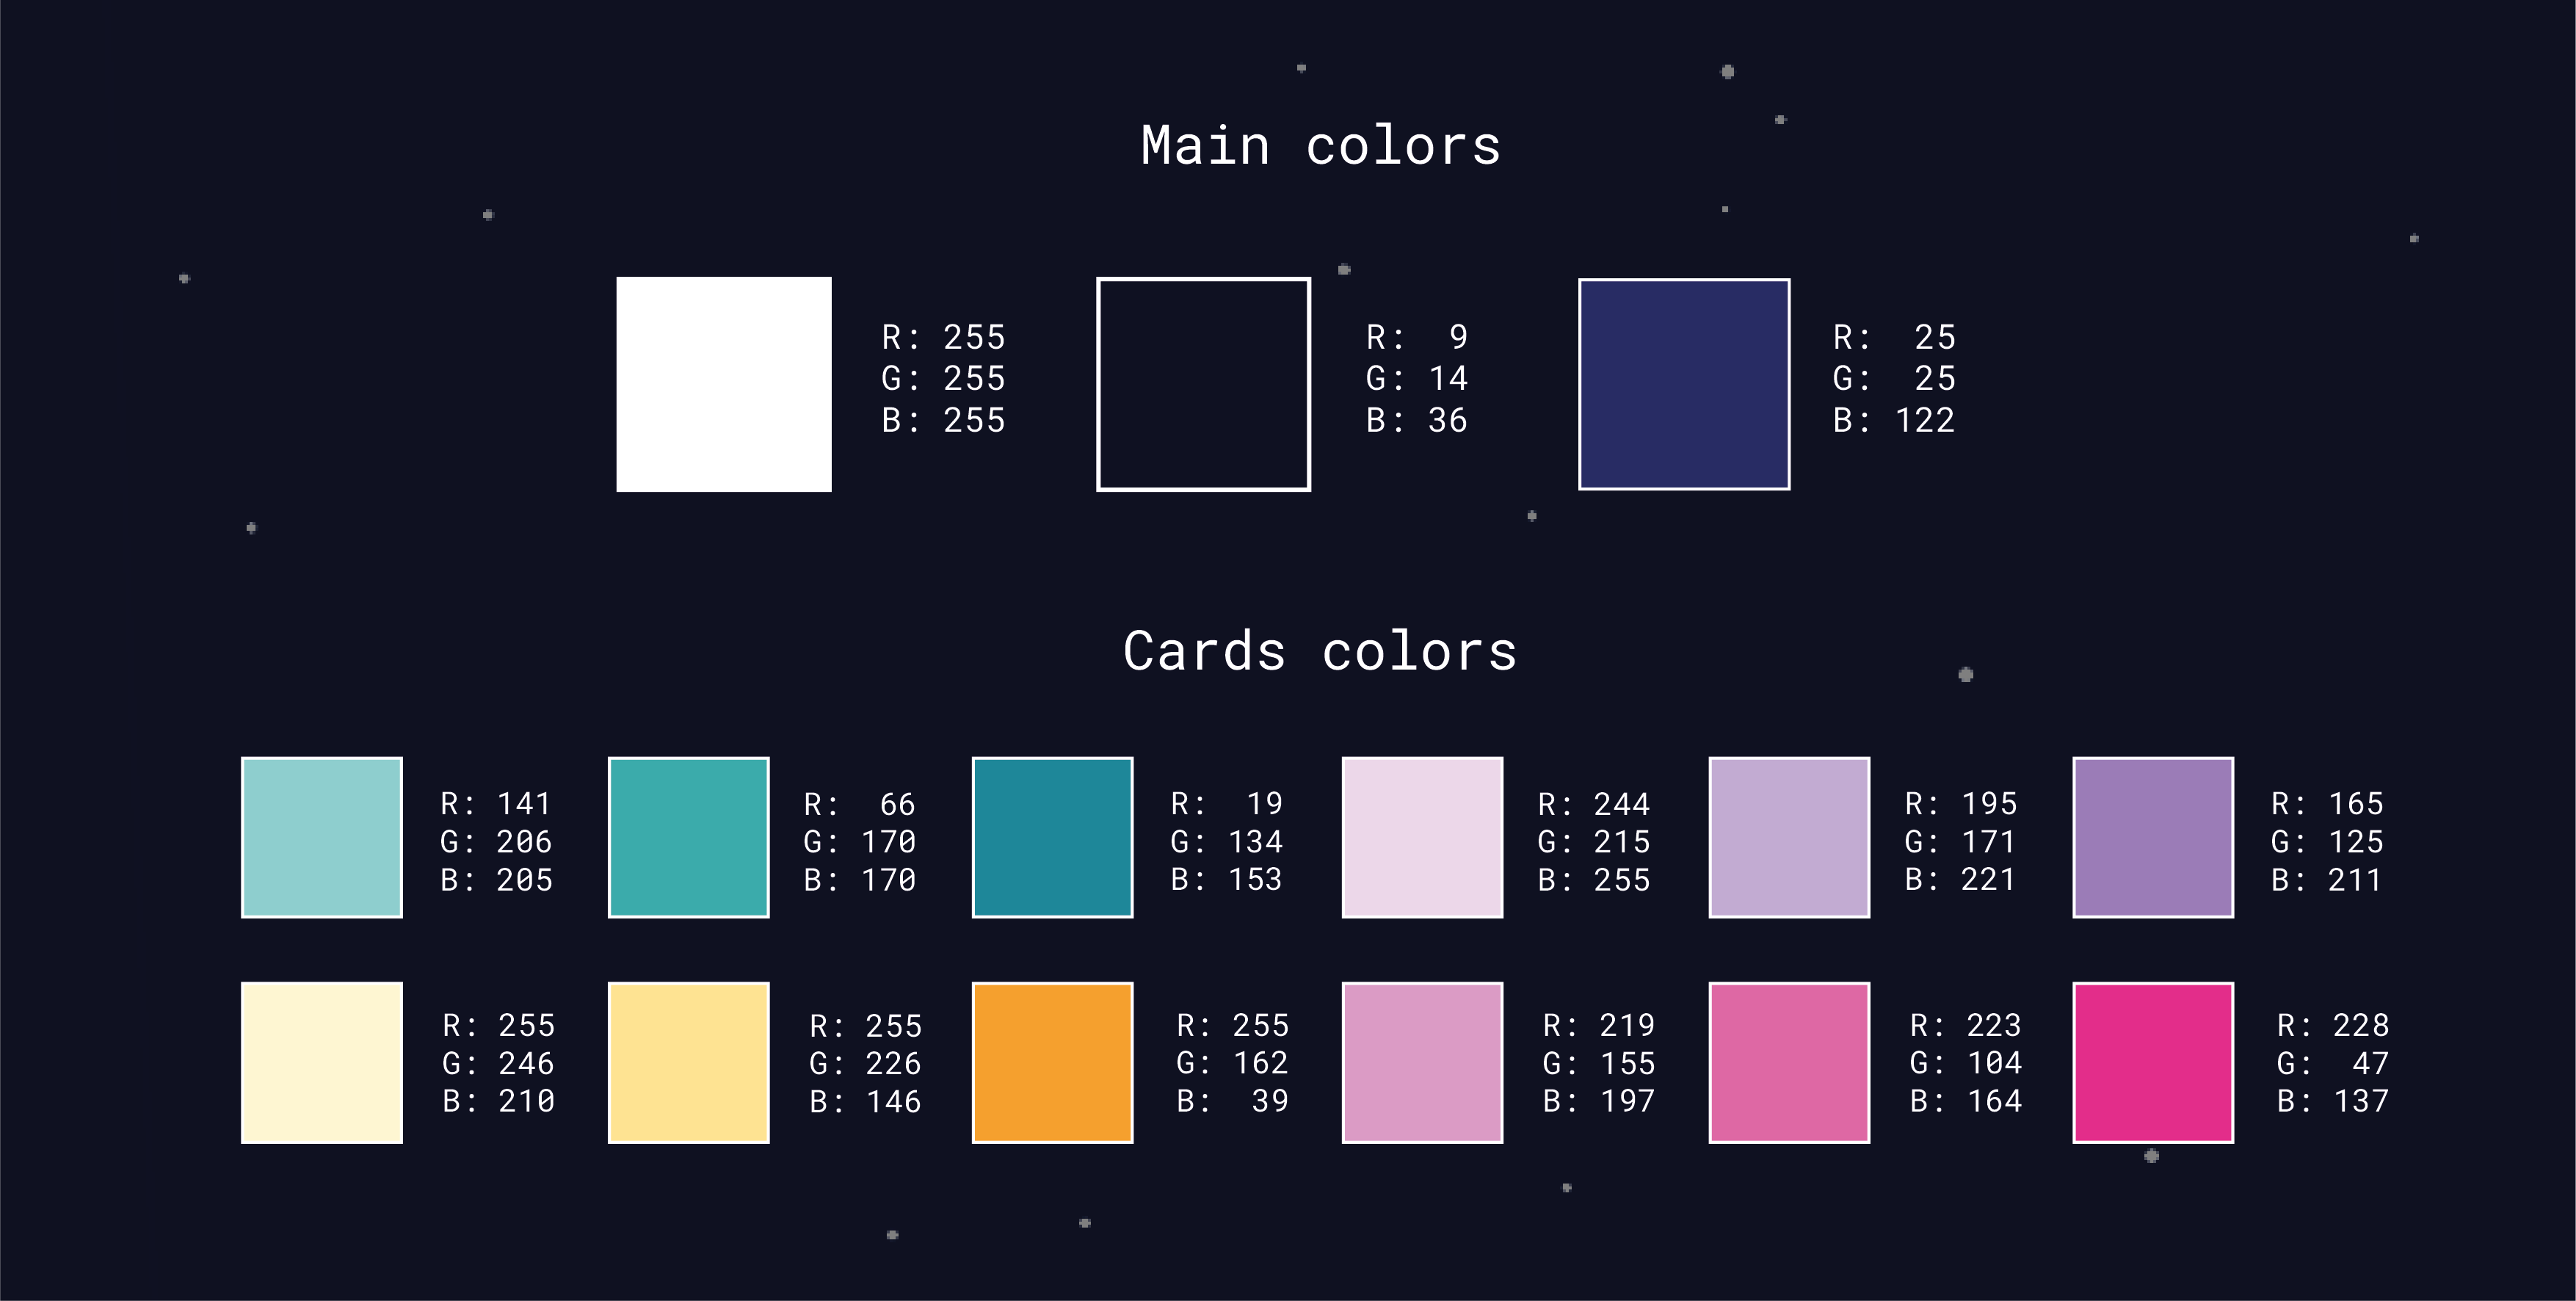 Main colors
R: 255
G: 255
B: 255
R: 9
G: 14
B: 36
R: 25
G: 25
B: 122
Cards colors
R: 141
G: 206
B: 205
R: 66
G: 170
B: 170
R: 19
G: 134
B: 153
R: 244
G: 215
B: 255
R: 195
G: 171
B: 221
R: 165
G: 125
B: 211
R: 255
G: 246
B: 210
R: 255
G: 226
B: 146
R: 255
G: 162
B: 39
R: 219
G: 155
B: 197
R: 223
G: 104
B: 164
R: 228
G: 47
B: 137